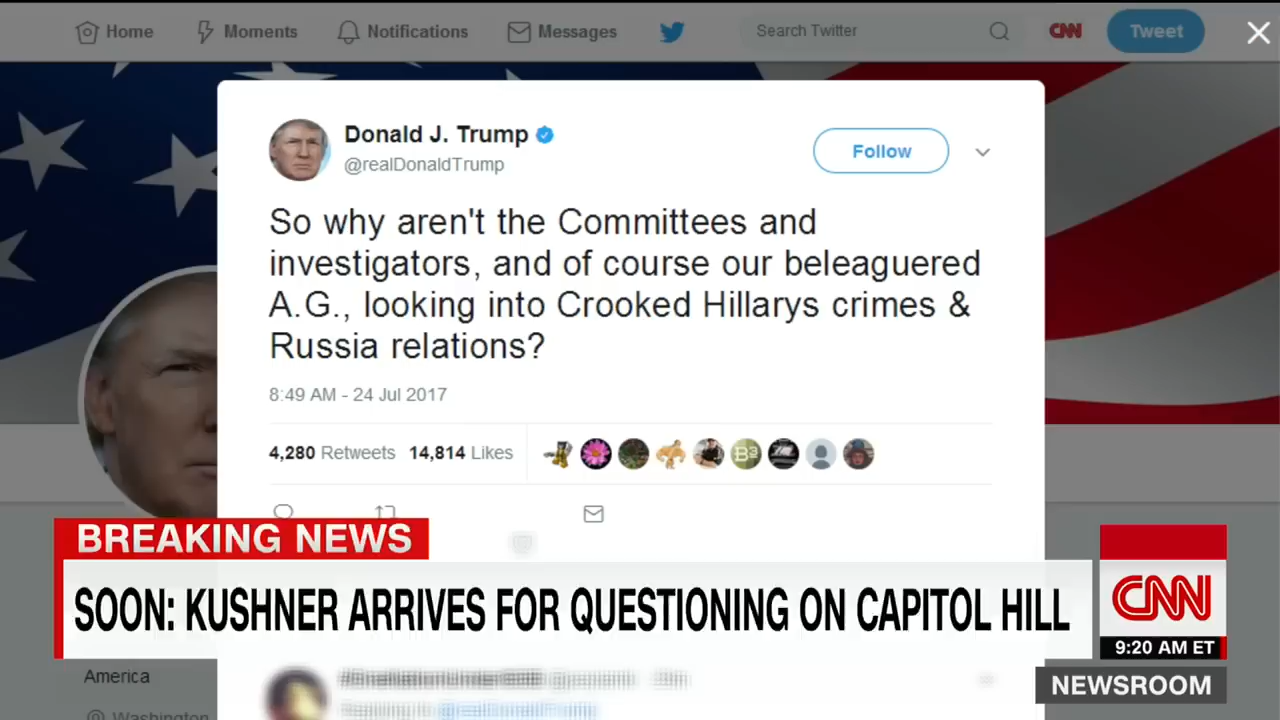 Home
Moments
Notifications
Messages
Search Twitter
CNN
Tweet
Donald J. Trump
@realDonaldTrump
Follow
So why aren't the Committees and
investigators, and of course our beleaguered
A.G., looking into Crooked Hillarys crimes &
Russia relations?
8:49 AM - 24 Jul 2017
4,280 Retweets 14,814 Likes
B3
BREAKING NEWS
SOON: KUSHNER ARRIVES FOR QUESTIONING ON CAPITOL HILL
CNN
9:20 AM ET
America
NEWSROOM
Washington